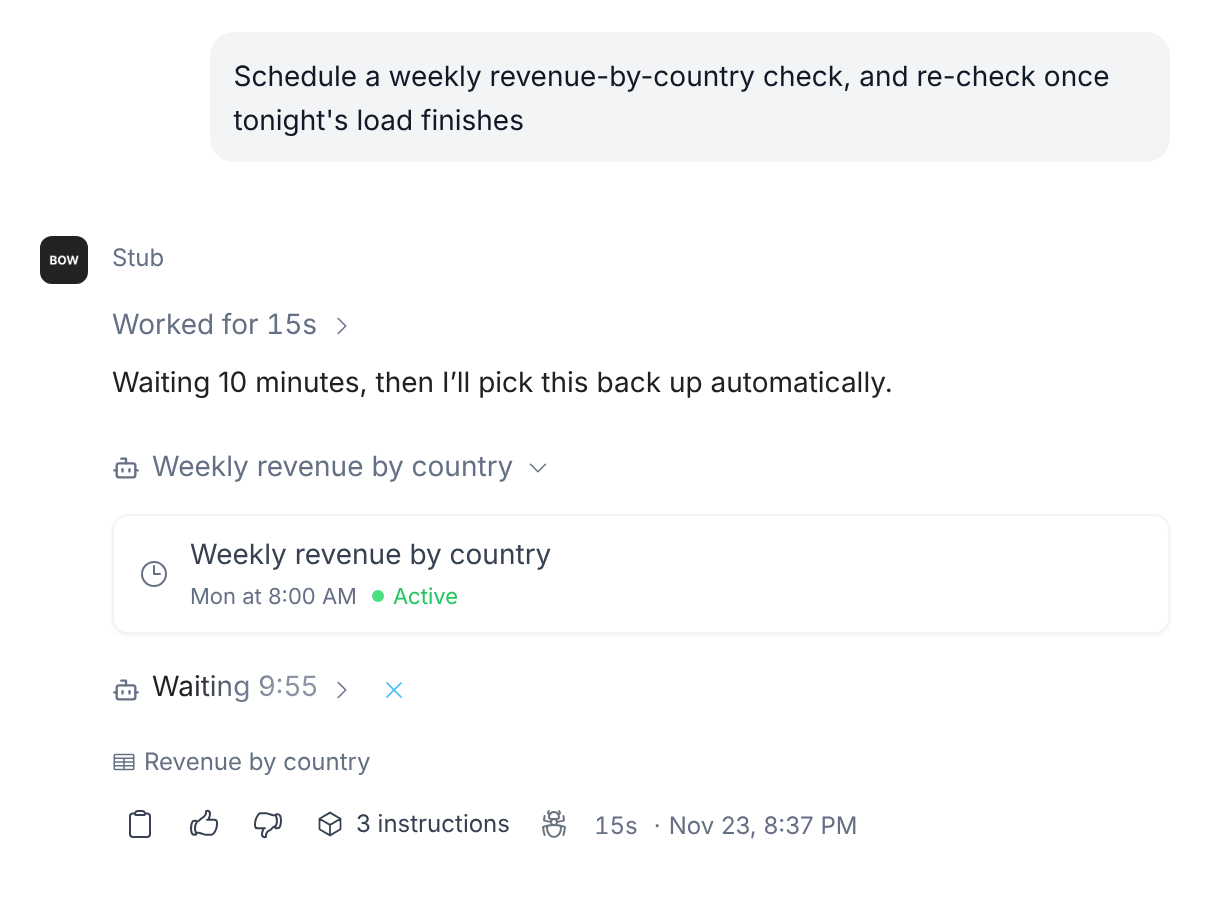 Schedule a weekly revenue-by-country check, and re-check once
tonight's load finishes
BOW
Stub
Worked for 15s
Waiting 10 minutes, then I’ll pick this back up automatically.
Weekly revenue by country
Weekly revenue by country
Mon at 8:00 AM Active
Waiting 9:55
Revenue by country
3 instructions 15s · Nov 23, 8:37 PM